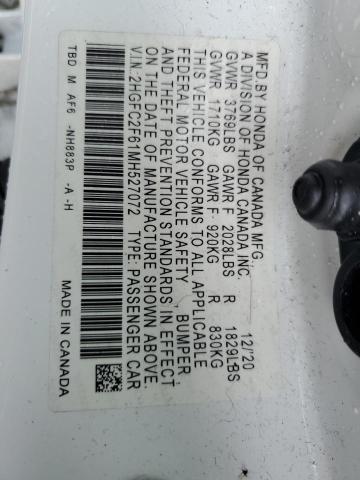 MFD BY HONDA OF CANADA MFG.,
A DIVISION OF HONDA CANADA INC. 12/20
GVWR 3769LBS GAWR F 2028LBS R 1829LBS
GVWR 1710KG GAWR F 920KG R 830KG
THIS VEHICLE CONFORMS TO ALL APPLICABLE
FEDERAL MOTOR VEHICLE SAFETY, BUMPER,
AND THEFT PREVENTION STANDARDS IN EFFECT
ON THE DATE OF MANUFACTURE SHOWN ABOVE.
V.I.N:2HGFC2F61MH527072 TYPE: PASSENGER CAR
TBD M AF6 -NH883P -A -H MADE IN CANADA